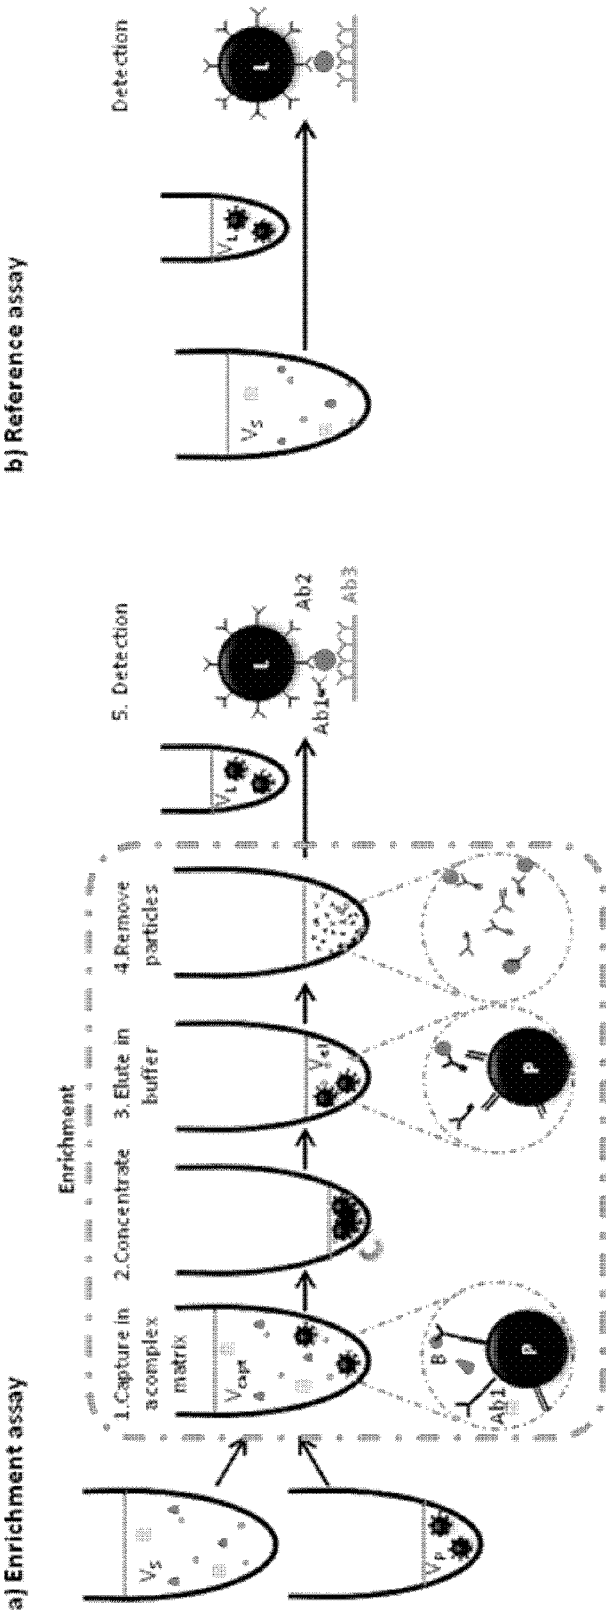 a) Enrichment assay
Enrichment
1.Capture in
a complex
matrix
2.Concentrate
3. Elute in
buffer
4.Remove
particles
5. Detection
Vs
Vp
Vcapt
Vel
VL
L
Ab2
Ab1
Ab3
B
Ab1
P
P
b) Reference assay
Detection
Vs
VL
L